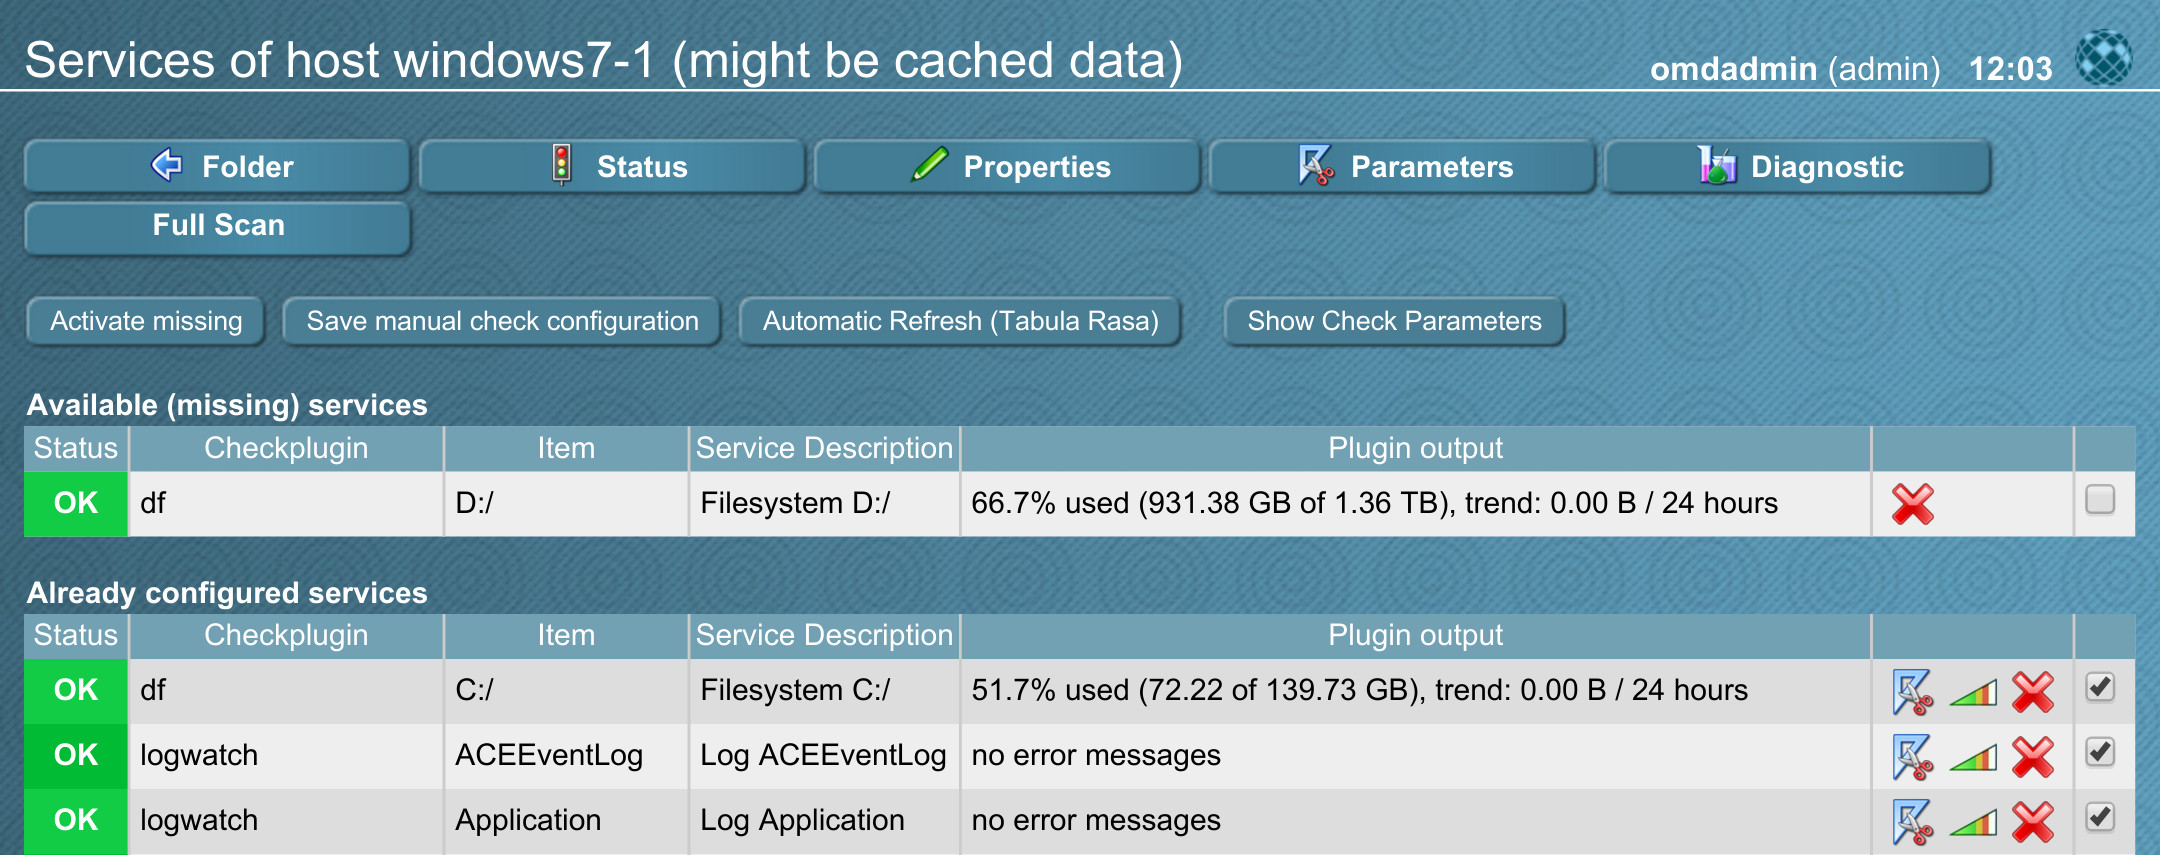 Services of host windows7-1 (might be cached data) omdadmin (admin) 12:03
Folder Status Properties Parameters Diagnostic
Full Scan
Activate missing Save manual check configuration Automatic Refresh (Tabula Rasa) Show Check Parameters
Available (missing) services
Status Checkplugin Item Service Description Plugin output
OK df D:/ Filesystem D:/ 66.7% used (931.38 GB of 1.36 TB), trend: 0.00 B / 24 hours
Already configured services
Status Checkplugin Item Service Description Plugin output
OK df C:/ Filesystem C:/ 51.7% used (72.22 of 139.73 GB), trend: 0.00 B / 24 hours
OK logwatch ACEEventLog Log ACEEventLog no error messages
OK logwatch Application Log Application no error messages